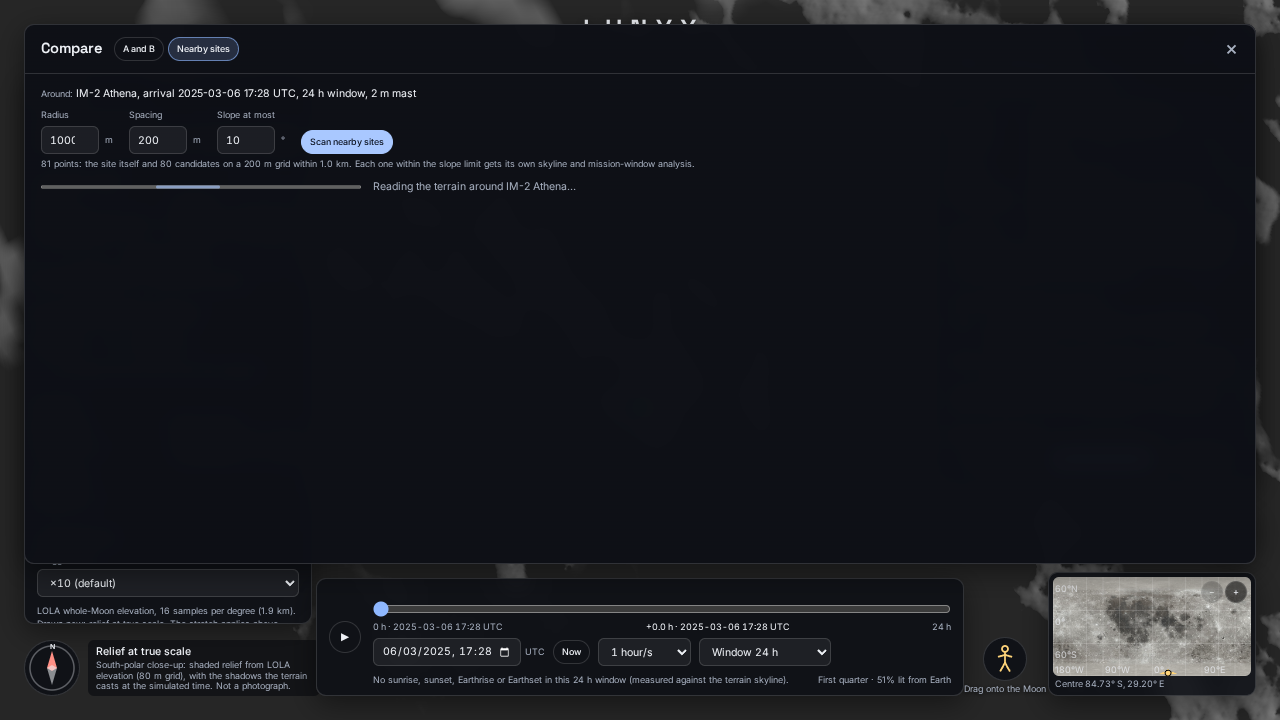 Compare
A and B
Nearby sites
×
Around: IM-2 Athena, arrival 2025-03-06 17:28 UTC, 24 h window, 2 m mast
Radius
Spacing
Slope at most
1000
m
200
m
10
°
Scan nearby sites
81 points: the site itself and 80 candidates on a 200 m grid within 1.0 km. Each one within the slope limit gets its own skyline and mission-window analysis.
Reading the terrain around IM-2 Athena...
×10 (default)
LOLA whole-Moon elevation, 16 samples per degree (1.9 km).
N
Relief at true scale
South-polar close-up: shaded relief from LOLA
elevation (80 m grid), with the shadows the terrain
casts at the simulated time. Not a photograph.
0 h · 2025-03-06 17:28 UTC
+0.0 h · 2025-03-06 17:28 UTC
24 h
06/03/2025, 17:28
UTC
Now
1 hour/s
Window 24 h
No sunrise, sunset, Earthrise or Earthset in this 24 h window (measured against the terrain skyline).
First quarter · 51% lit from Earth
Drag onto the Moon
60°N
0°
60°S
180°W
90°W
0°
90°E
−
+
Centre 84.73° S, 29.20° E